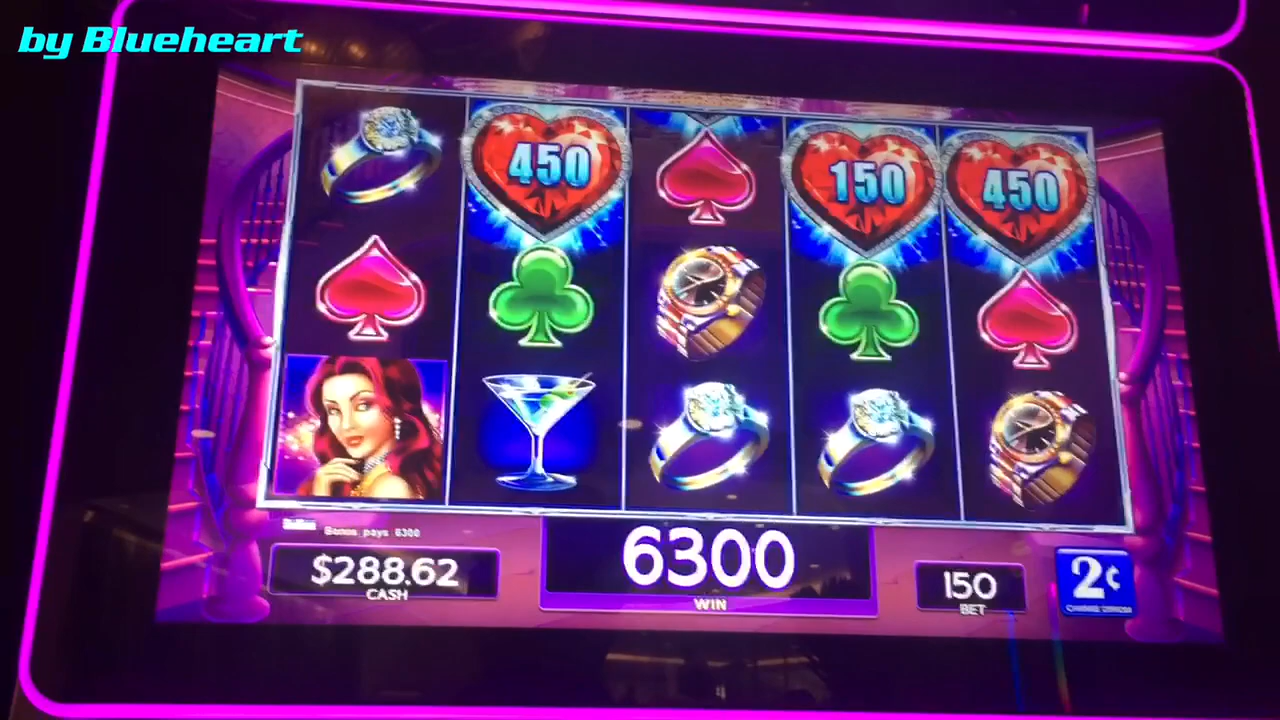 by Blueheart
450
150
450
Bonus pays 6300
$288.62
CASH
6300
WIN
150
BET
2¢